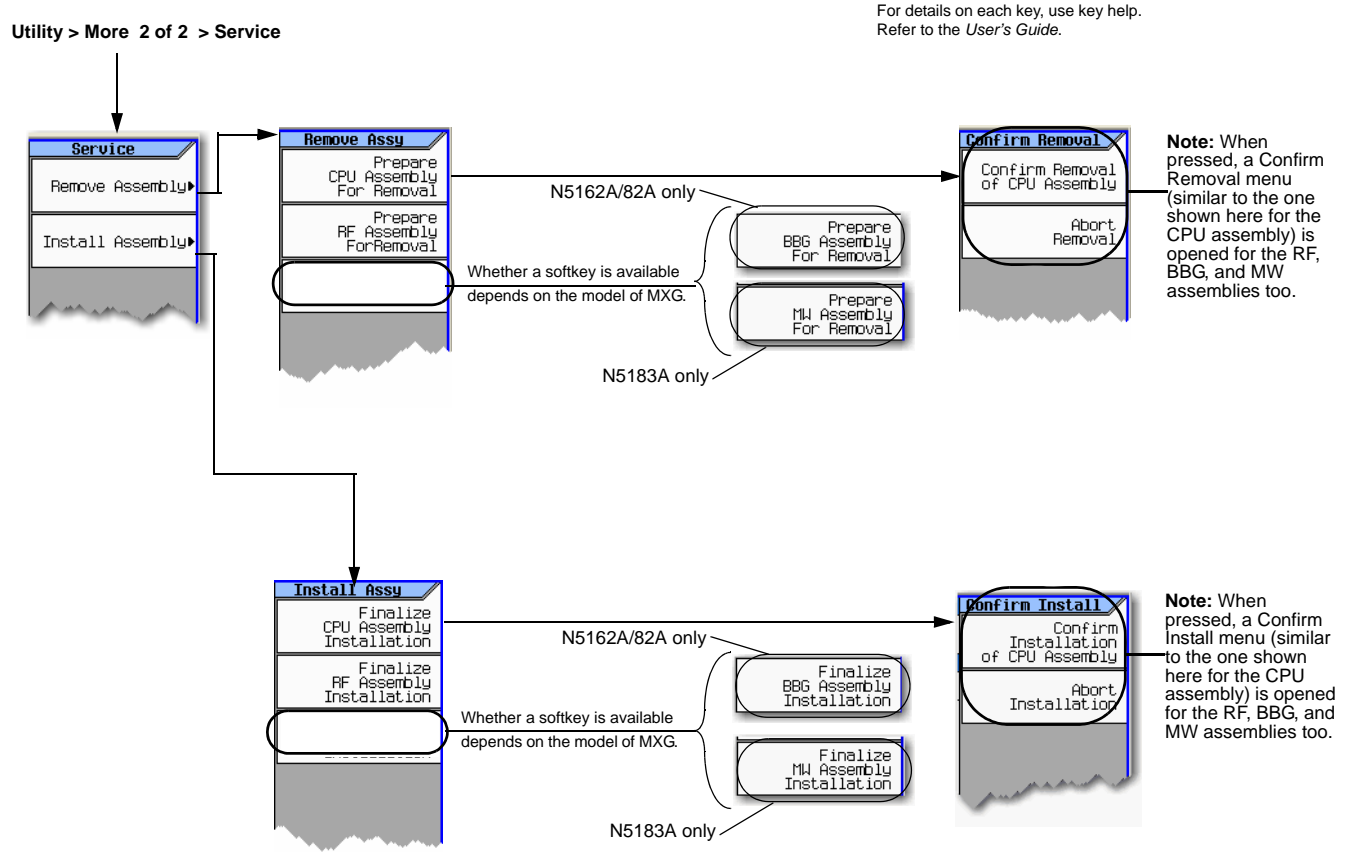 For details on each key, use key help.
Refer to the User's Guide.
Utility > More 2 of 2 > Service
Service
Remove Assembly
Install Assembly
Remove Assy
Prepare
CPU Assembly
For Removal
Prepare
RF Assembly
ForRemoval
Whether a softkey is available
depends on the model of MXG.
N5162A/82A only
Prepare
BBG Assembly
For Removal
Prepare
MW Assembly
For Removal
N5183A only
Confirm Removal
Confirm Removal
of CPU Assembly
Abort
Removal
Note: When
pressed, a Confirm
Removal menu
(similar to the one
shown here for the
CPU assembly) is
opened for the RF,
BBG, and MW
assemblies too.
Install Assy
Finalize
CPU Assembly
Installation
Finalize
RF Assembly
Installation
Whether a softkey is available
depends on the model of MXG.
N5162A/82A only
Finalize
BBG Assembly
Installation
Finalize
MW Assembly
Installation
N5183A only
Confirm Install
Confirm
Installation
of CPU Assembly
Abort
Installation
Note: When
pressed, a Confirm
Install menu (similar
to the one shown
here for the CPU
assembly) is opened
for the RF, BBG, and
MW assemblies too.